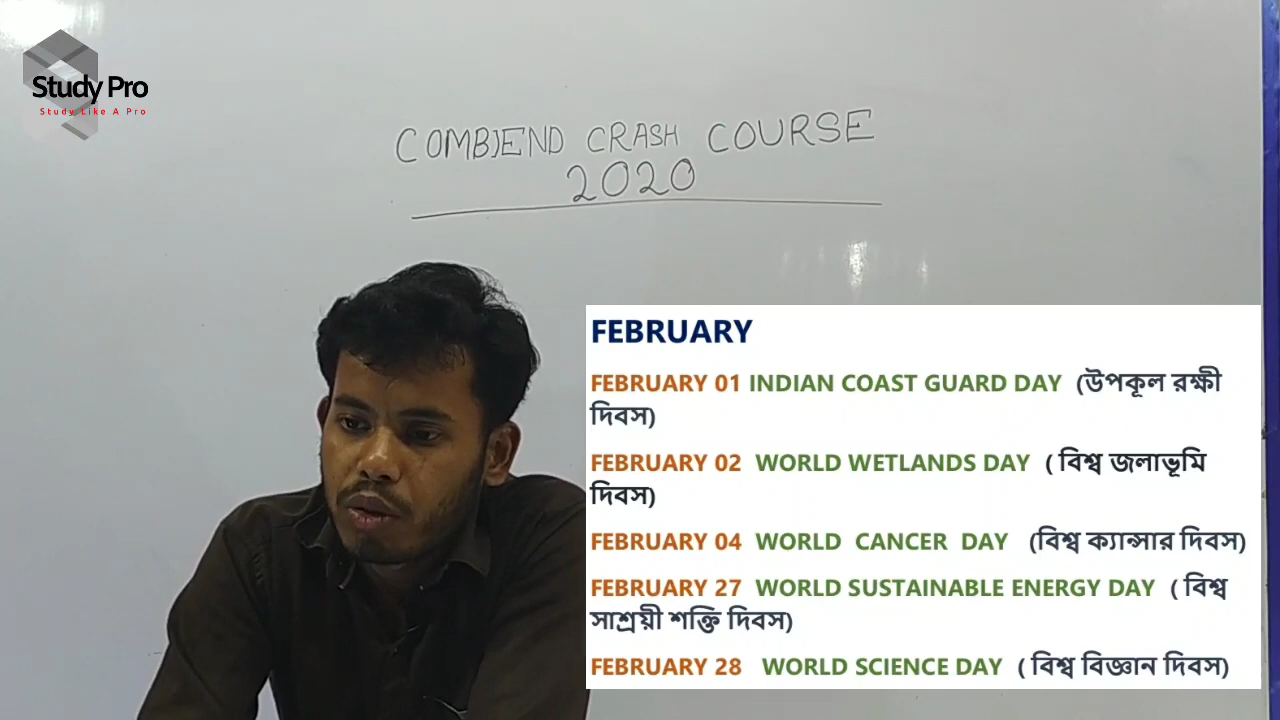 Study Pro
Study Like A Pro
COMBIEND CRASH COURSE
2020
FEBRUARY
FEBRUARY 01 INDIAN COAST GUARD DAY (উপকূল রক্ষী
দিবস)
FEBRUARY 02 WORLD WETLANDS DAY ( বিশ্ব জলাভূমি
দিবস)
FEBRUARY 04 WORLD CANCER DAY (বিশ্ব ক্যান্সার দিবস)
FEBRUARY 27 WORLD SUSTAINABLE ENERGY DAY ( বিশ্ব
সাশ্রয়ী শক্তি দিবস)
FEBRUARY 28 WORLD SCIENCE DAY ( বিশ্ব বিজ্ঞান দিবস)